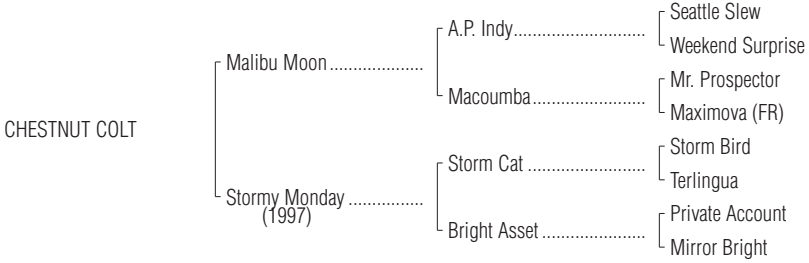 Seattle Slew
A.P. Indy..............................
Weekend Surprise
Malibu Moon....................
Mr. Prospector
Macoumba..........................
Maximova (FR)
CHESTNUT COLT
Storm Bird
Storm Cat...........................
Terlingua
Stormy Monday................
(1997)
Private Account
Bright Asset........................
Mirror Bright